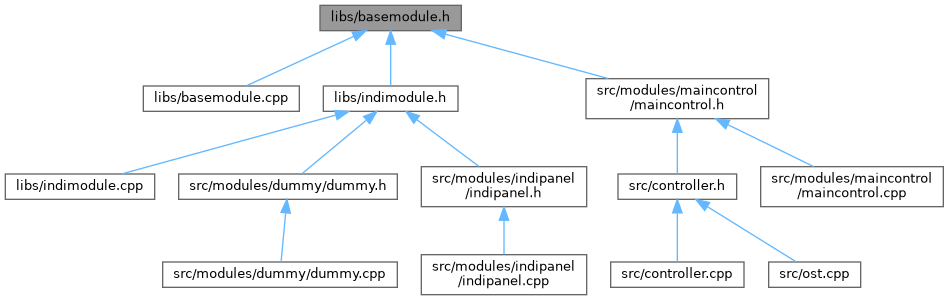 libs/basemodule.h
libs/basemodule.cpp
libs/indimodule.h
src/modules/maincontrol
/maincontrol.h
libs/indimodule.cpp
src/modules/dummy/dummy.h
src/modules/indipanel
/indipanel.h
src/controller.h
src/modules/maincontrol
/maincontrol.cpp
src/modules/dummy/dummy.cpp
src/modules/indipanel
/indipanel.cpp
src/controller.cpp
src/ost.cpp